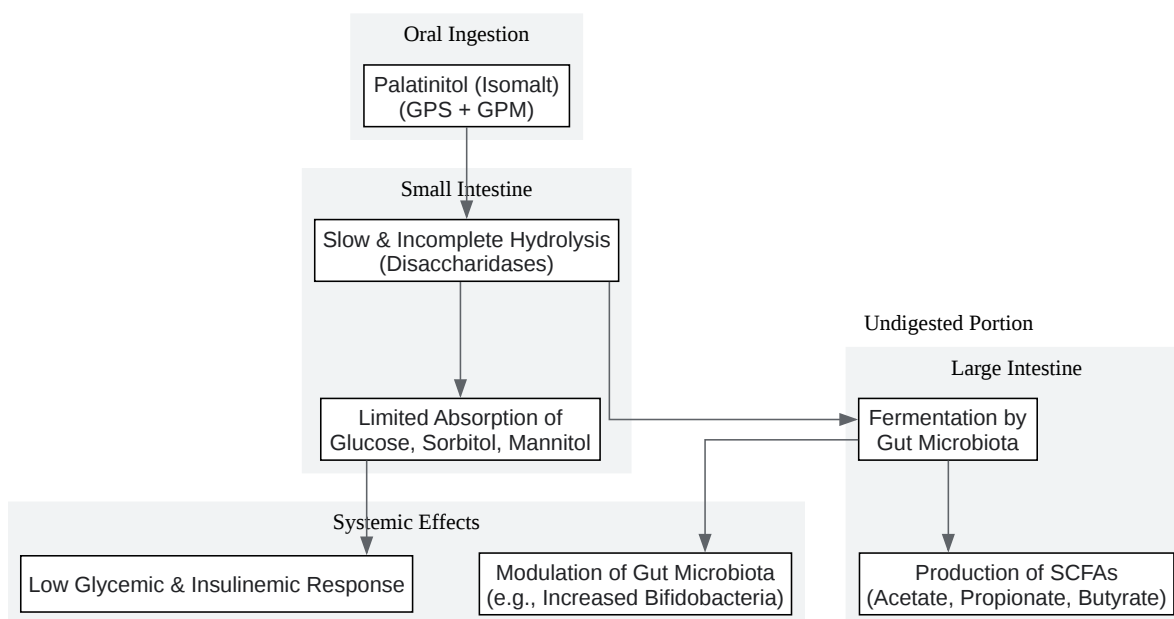 Oral Ingestion
Palatinitol (Isomalt)
(GPS + GPM)
Small Intestine
Slow & Incomplete Hydrolysis
(Disaccharidases)
Undigested Portion
Large Intestine
Limited Absorption of
Glucose, Sorbitol, Mannitol
Fermentation by
Gut Microbiota
Systemic Effects
Low Glycemic & Insulinemic Response
Modulation of Gut Microbiota
(e.g., Increased Bifidobacteria)
Production of SCFAs
(Acetate, Propionate, Butyrate)